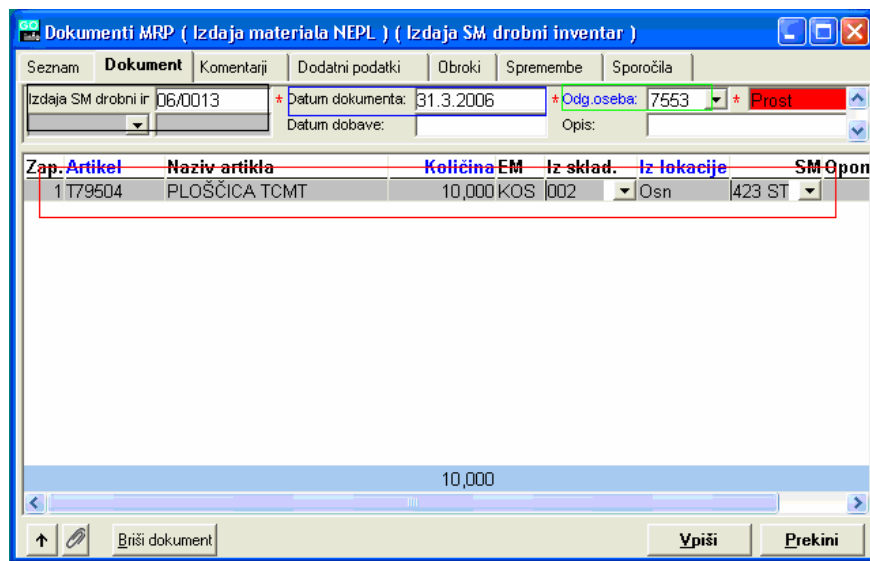 GO info Dokumenti MRP ( Izdaja materiala NEPL ) ( Izdaja SM drobni inventar )
Seznam Dokument Komentarji Dodatni podatki Obroki Spremembe Sporočila
Izdaja SM drobni ir 06/0013 * Datum dokumenta: 31.3.2006 * Odg.oseba: 7553 * Prost
Datum dobave: Opis:
Zap. Artikel Naziv artikla Količina EM Iz sklad. Iz lokacije SM Opon
1 T79504 PLOŠČICA TCMT 10,000 KOS 002 Osn 423 ST
10,000
Briši dokument Vpiši Prekini